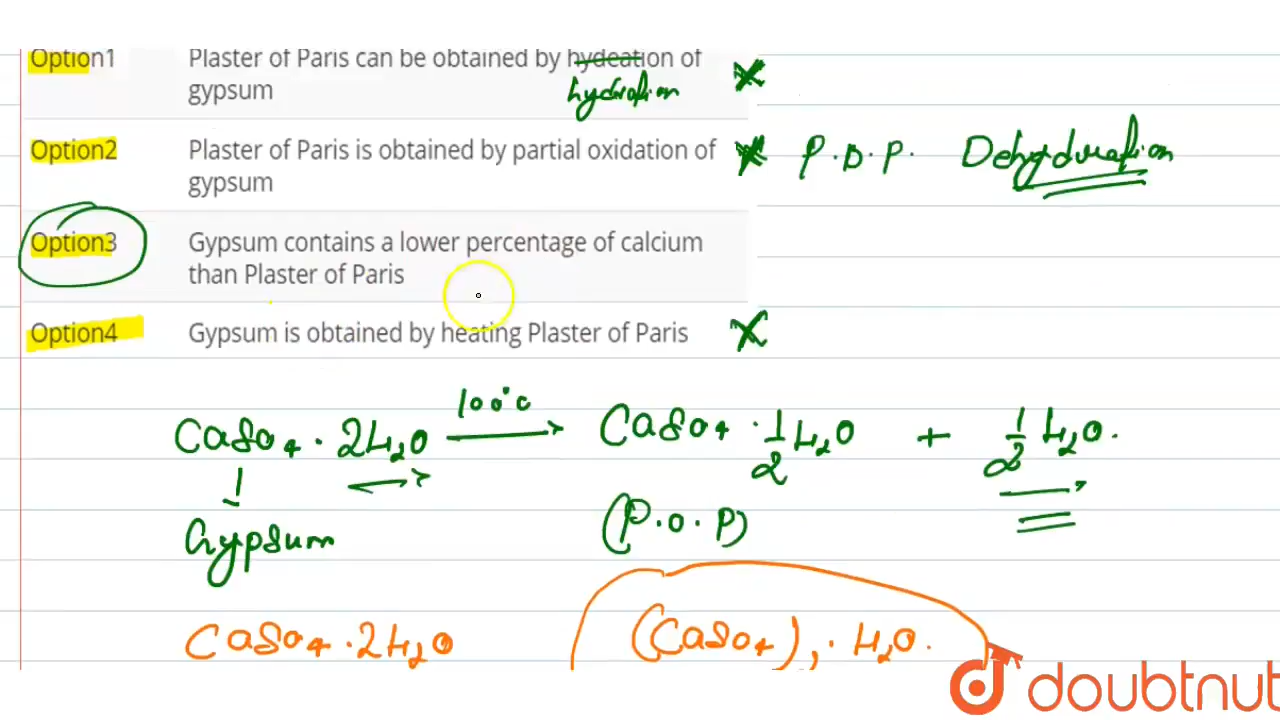 Option1 Plaster of Paris can be obtained by hydeation of
gypsum hydration
Option2 Plaster of Paris is obtained by partial oxidation of
gypsum
P.O.P. Dehydration
Option3 Gypsum contains a lower percentage of calcium
than Plaster of Paris
Option4 Gypsum is obtained by heating Plaster of Paris
100°C
CaSO4 · 2H2O → CaSO4 · 1/2 H2O + 1/2 H2O.
Gypsum (P.O.P)
CaSO4 · 2H2O (CaSO4)2 · H2O.
doubtnut